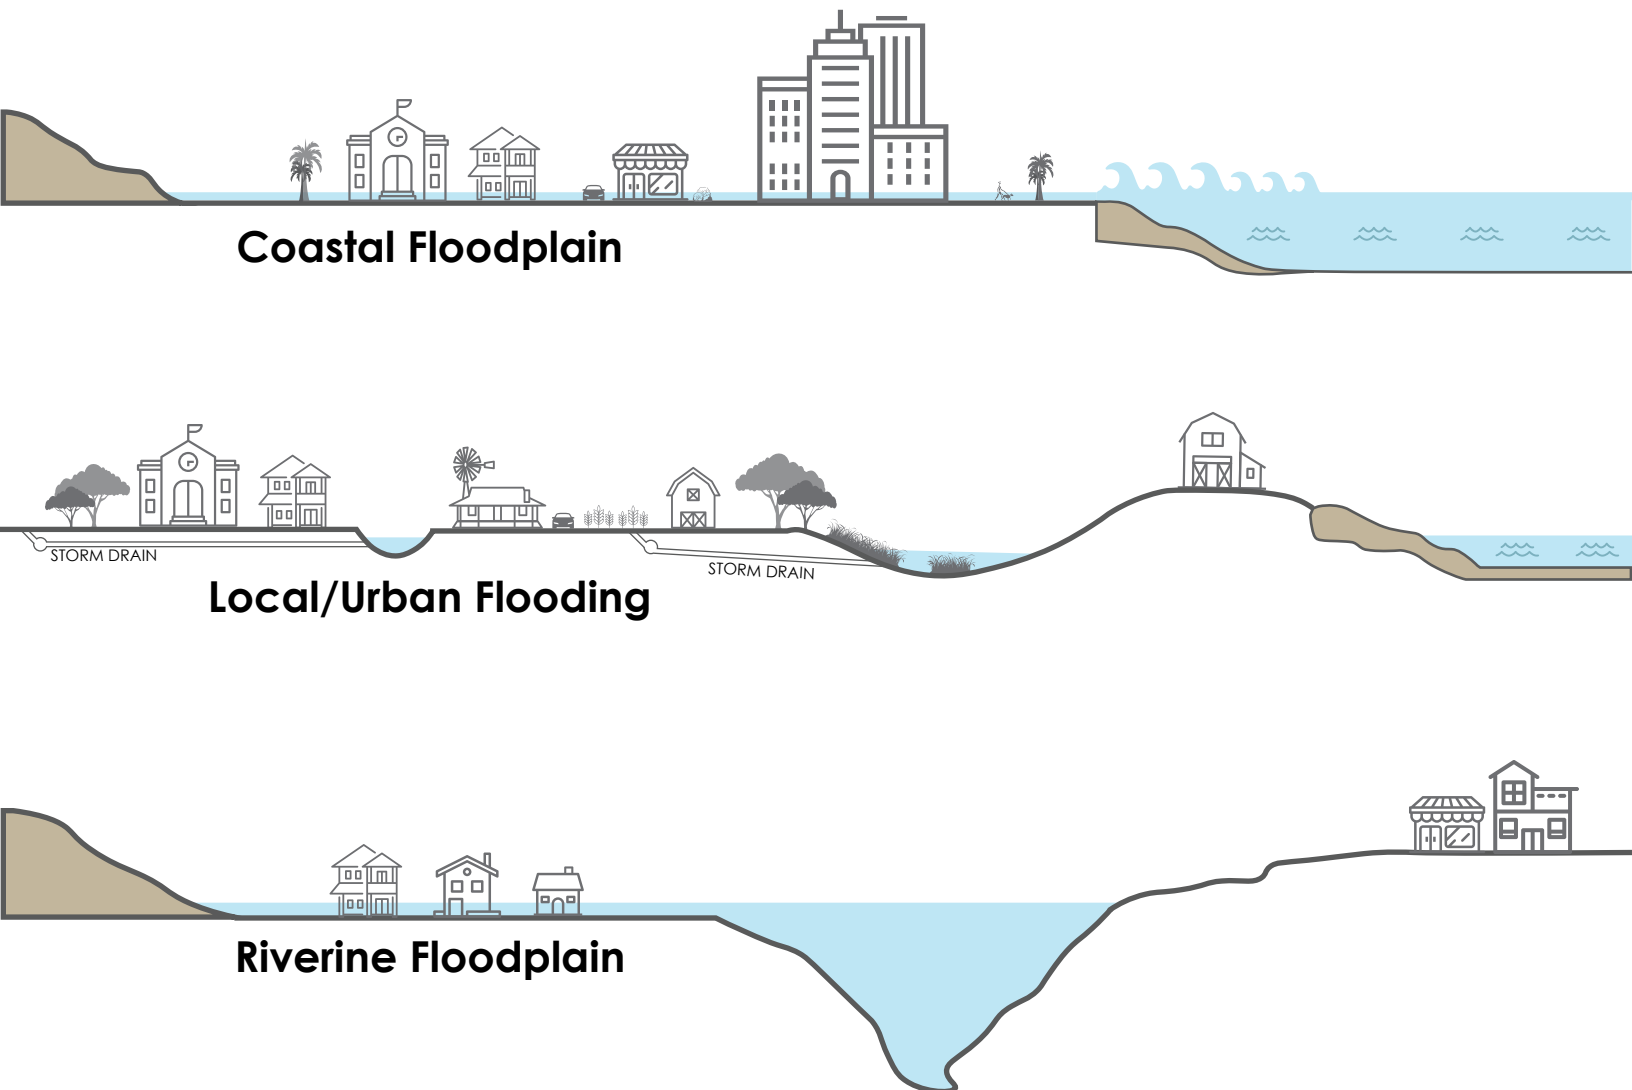 Coastal Floodplain
STORM DRAIN
STORM DRAIN
Local/Urban Flooding
Riverine Floodplain